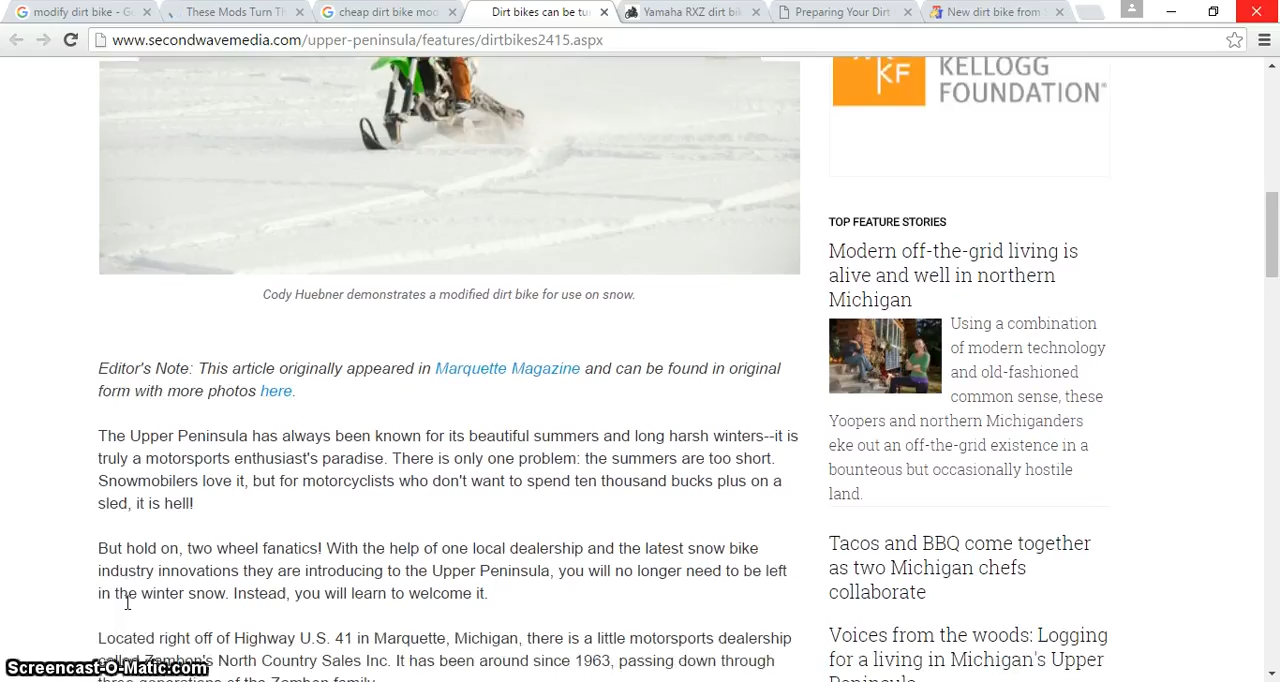 modify dirt bike - G
These Mods Turn Th
cheap dirt bike mod
Dirt bikes can be tu
Yamaha RXZ dirt bik
Preparing Your Dirt
New dirt bike from S
www.secondwavemedia.com/upper-peninsula/features/dirtbikes2415.aspx
KF
KELLOGG
FOUNDATION®
Cody Huebner demonstrates a modified dirt bike for use on snow.
Editor's Note: This article originally appeared in Marquette Magazine and can be found in original
form with more photos here.
The Upper Peninsula has always been known for its beautiful summers and long harsh winters--it is
truly a motorsports enthusiast's paradise. There is only one problem: the summers are too short.
Snowmobilers love it, but for motorcyclists who don't want to spend ten thousand bucks plus on a
sled, it is hell!
But hold on, two wheel fanatics! With the help of one local dealership and the latest snow bike
industry innovations they are introducing to the Upper Peninsula, you will no longer need to be left
in the winter snow. Instead, you will learn to welcome it.
Located right off of Highway U.S. 41 in Marquette, Michigan, there is a little motorsports dealership
called Zambon's North Country Sales Inc. It has been around since 1963, passing down through
three generations of the Zambon family.
TOP FEATURE STORIES
Modern off-the-grid living is
alive and well in northern
Michigan
Using a combination
of modern technology
and old-fashioned
common sense, these
Yoopers and northern Michiganders
eke out an off-the-grid existence in a
bounteous but occasionally hostile
land.
Tacos and BBQ come together
as two Michigan chefs
collaborate
Voices from the woods: Logging
for a living in Michigan's Upper
Peninsula
Screencast-O-Matic.com